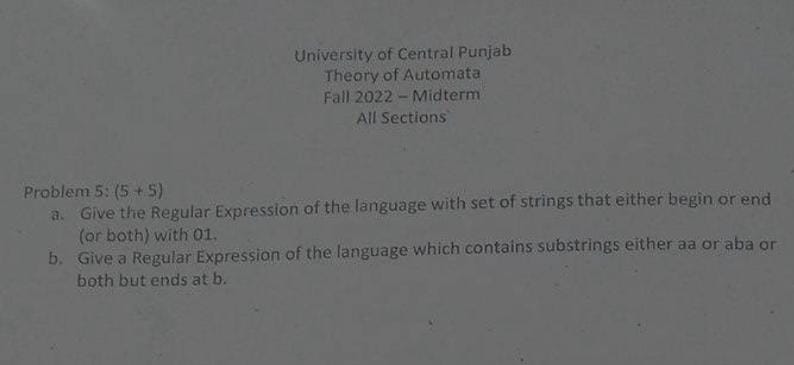 University of Central Punjab
Theory of Automata
Fall 2022 – Midterm
All Sections
Problem 5: (5 + 5)
a. Give the Regular Expression of the language with set of strings that either begin or end
(or both) with 01.
b. Give a Regular Expression of the language which contains substrings either aa or aba or
both but ends at b.